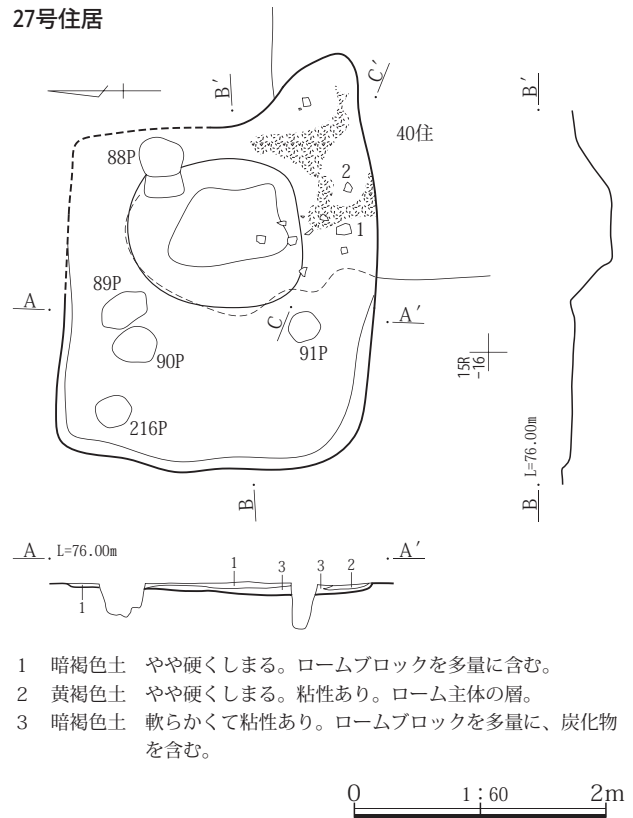 27号住居
B′
C′
B′
40住
88P
2
1
89P
A
A′
C
91P
90P
15R
-16
216P
L=76.00m
B
B
A L=76.00m
A′
1
3
3
2
1
1 暗褐色土 やや硬くしまる。ロームブロックを多量に含む。
2 黄褐色土 やや硬くしまる。粘性あり。ローム主体の層。
3 暗褐色土 軟らかくて粘性あり。ロームブロックを多量に、炭化物
を含む。
0 1：60 2m